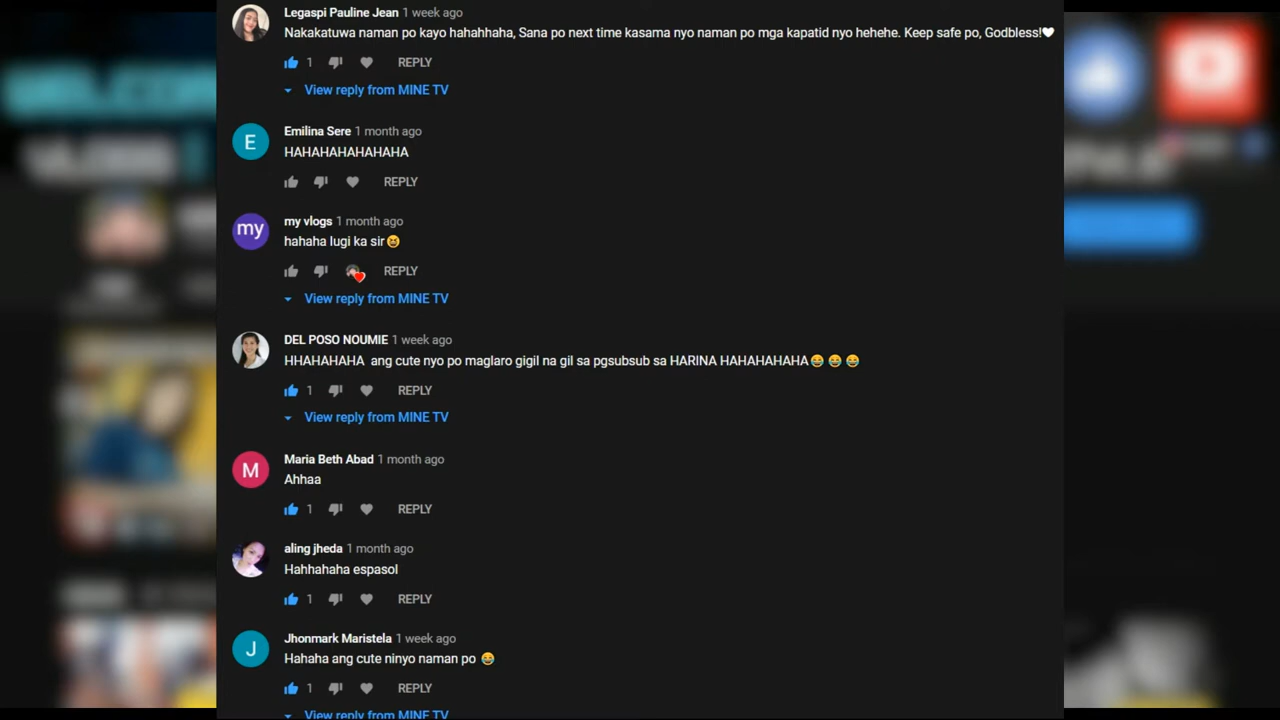 Legaspi Pauline Jean 1 week ago
Nakakatuwa naman po kayo hahahhaha, Sana po next time kasama nyo naman po mga kapatid nyo hehehe. Keep safe po, Godbless!🤍
1 REPLY
View reply from MINE TV
E
Emilina Sere 1 month ago
HAHAHAHAHAHAHA
REPLY
my
my vlogs 1 month ago
hahaha lugi ka sir😆
REPLY
View reply from MINE TV
DEL POSO NOUMIE 1 week ago
HHAHAHAHA ang cute nyo po maglaro gigil na gil sa pgsubsub sa HARINA HAHAHAHAHA😂😂😂
1 REPLY
View reply from MINE TV
M
Maria Beth Abad 1 month ago
Ahhaa
1 REPLY
aling jheda 1 month ago
Hahhahaha espasol
1 REPLY
J
Jhonmark Maristela 1 week ago
Hahaha ang cute ninyo naman po 😂
1 REPLY
View reply from MINE TV
WELCOME
VLOGS